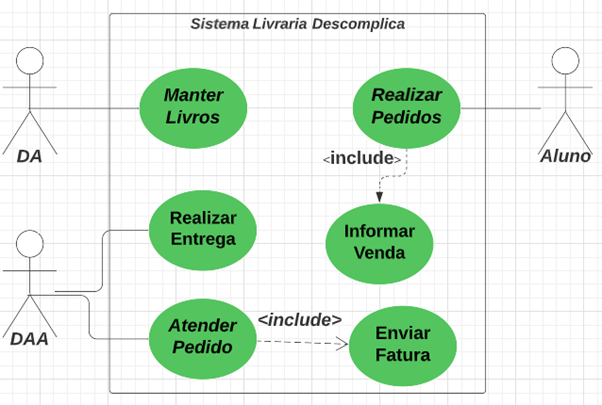 Sistema Livraria Descomplica
Manter
Livros
Realizar
Pedidos
DA
Aluno
<include>
Realizar
Entrega
Informar
Venda
DAA
Atender
Pedido
<include>
Enviar
Fatura